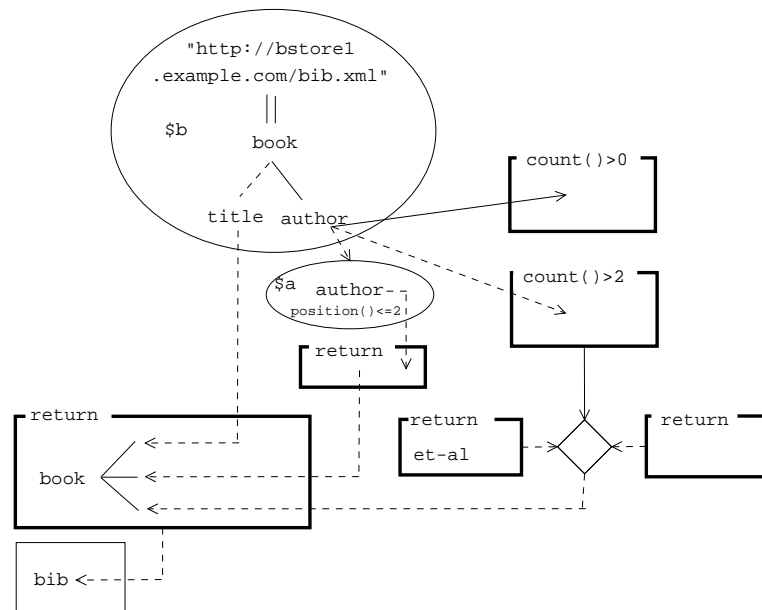 "http://bstore1
.example.com/bib.xml"
$b
book
title author
count()>0
count()>2
$a author
position()<=2
return
return
book
return
et-al
return
bib